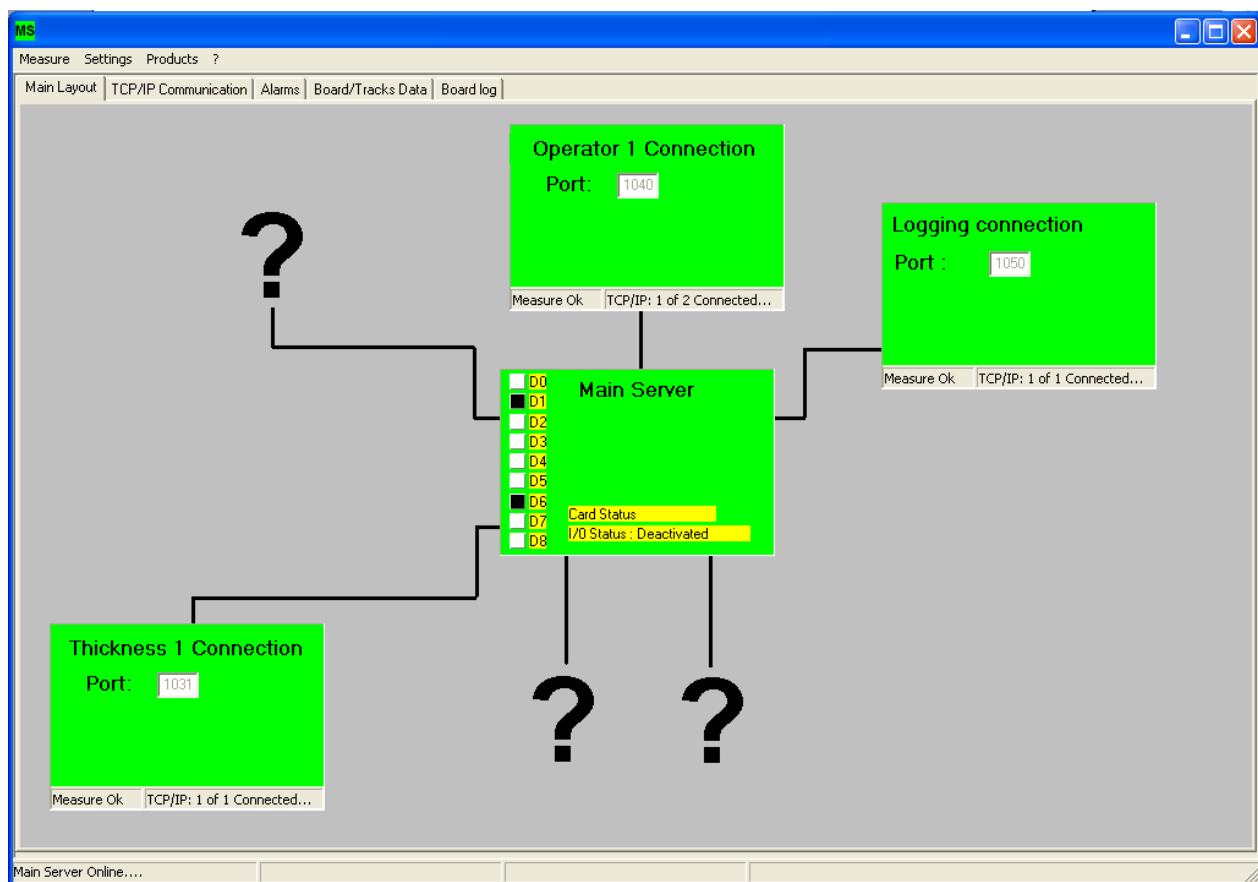 MS
Measure Settings Products ?
Main Layout TCP/IP Communication Alarms Board/Tracks Data Board log
Operator 1 Connection
Port: 1040
Measure Ok TCP/IP: 1 of 2 Connected...
?
Logging connection
Port : 1050
Measure Ok TCP/IP: 1 of 1 Connected...
Main Server
D0
D1
D2
D3
D4
D5
D6
D7
D8
Card Status
I/O Status : Deactivated
Thickness 1 Connection
Port: 1031
Measure Ok TCP/IP: 1 of 1 Connected...
? ?
Main Server Online....